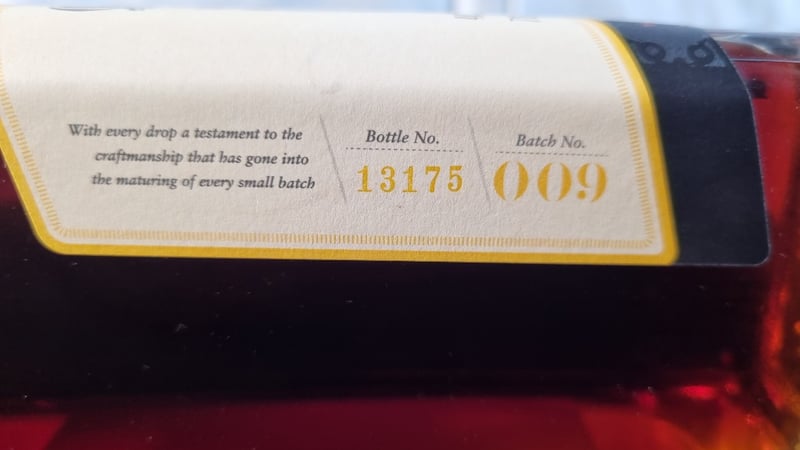 With every drop a testament to the
craftmanship that has gone into
the maturing of every small batch
Bottle No.
13175
Batch No.
009